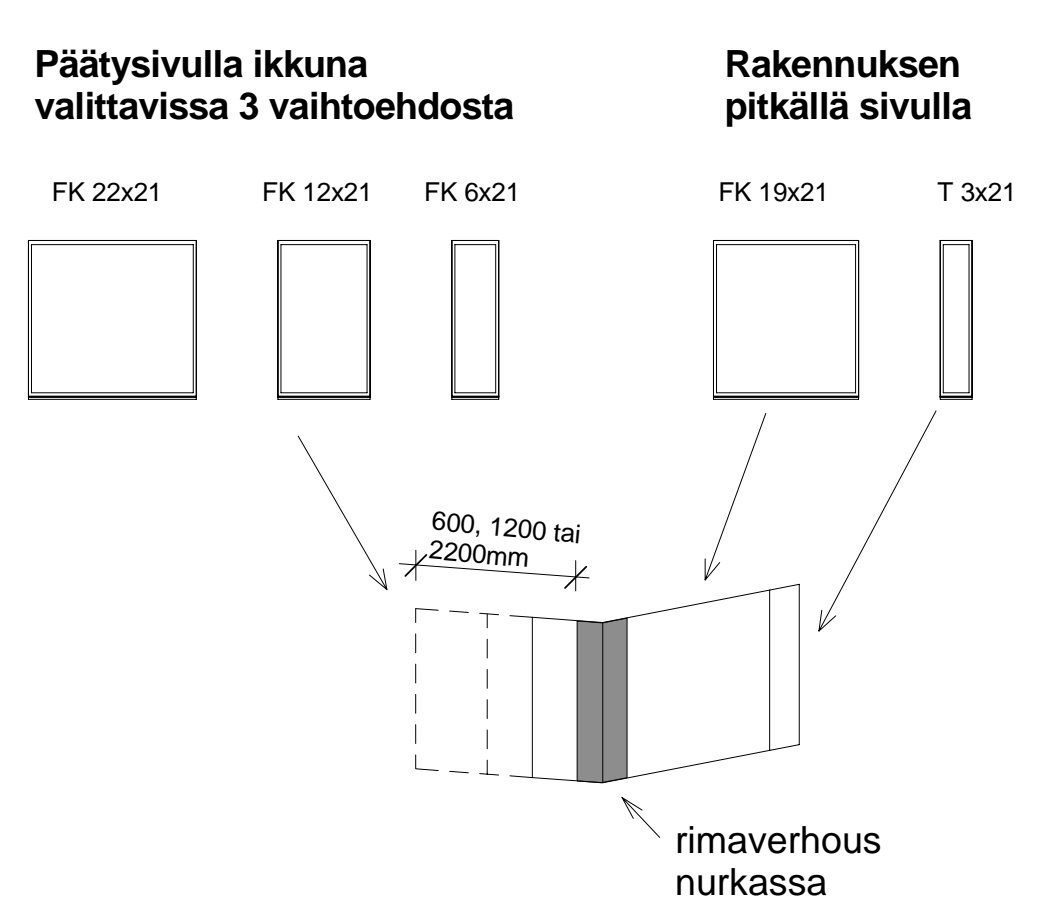 Päätysivulla ikkuna
valittavissa 3 vaihtoehdosta
Rakennuksen
pitkällä sivulla
FK 22x21
FK 12x21
FK 6x21
FK 19x21
T 3x21
600, 1200 tai
2200mm
rimaverhous
nurkassa